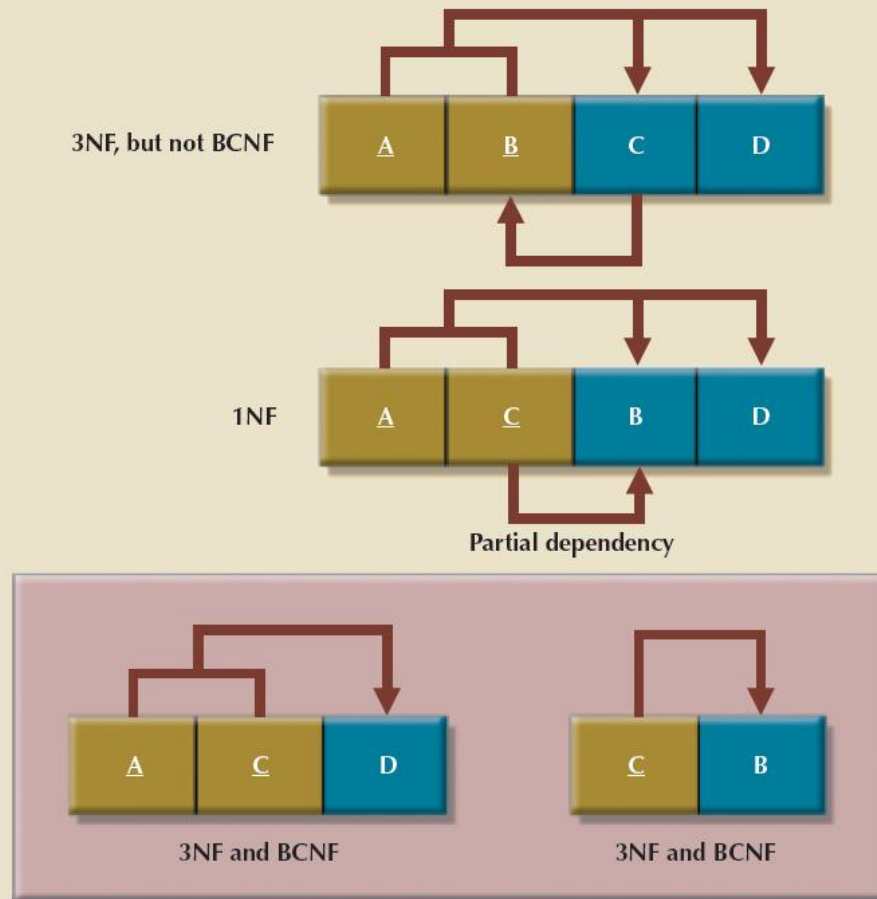 3NF, but not BCNF
A B C D
1NF
A C B D
Partial dependency
A C D
C B
3NF and BCNF
3NF and BCNF